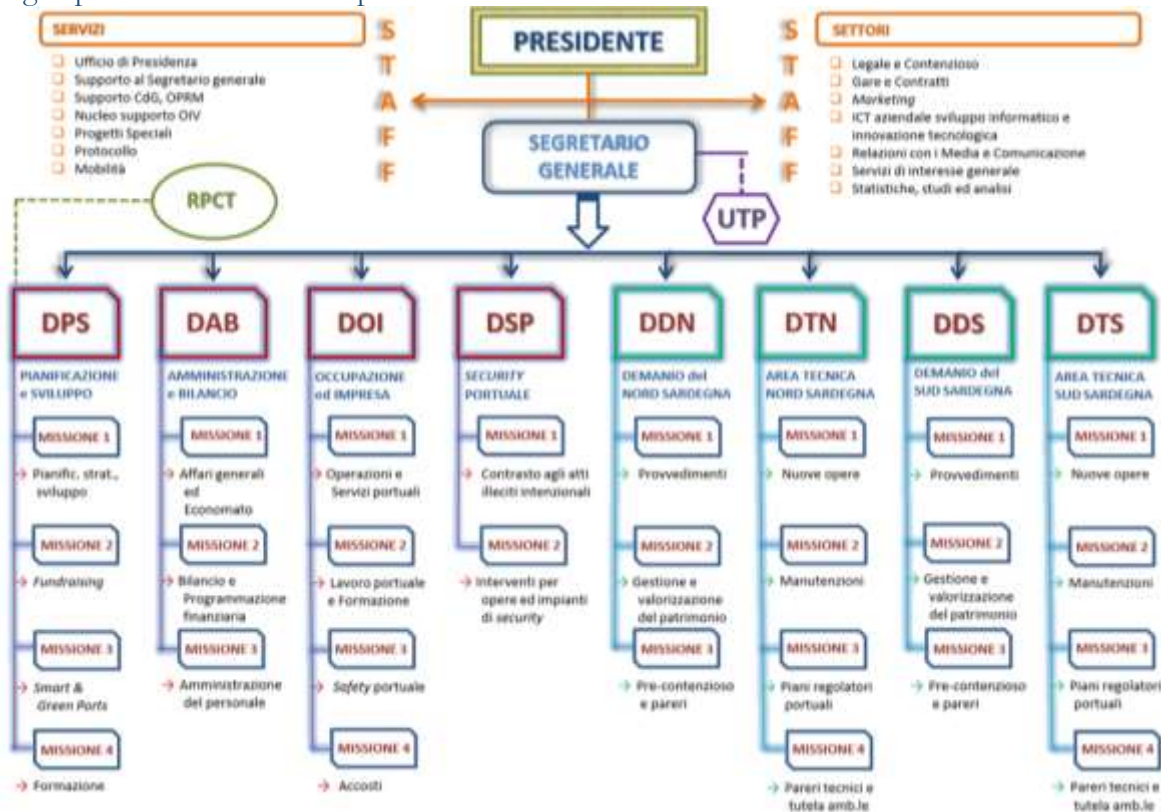 SERVIZI
Ufficio di Presidenza
Supporto al Segretario generale
Supporto CdG, OPRM
Nucleo supporto OIV
Progetti Speciali
Protocollo
Mobilità
STAFF
PRESIDENTE
SEGRETARIO
GENERALE
STAFF
SETTORI
Legale e Contenzioso
Gare e Contratti
Marketing
ICT aziendale sviluppo informatico e
innovazione tecnologica
Relazioni con i Media e Comunicazione
Servizi di interesse generale
Statistiche, studi ed analisi
RPCT
UTP
DPS
PIANIFICAZIONE
e SVILUPPO
MISSIONE 1
Pianific. strat.,
sviluppo
MISSIONE 2
Fundraising
MISSIONE 3
Smart &
Green Ports
MISSIONE 4
Formazione
DAB
AMMINISTRAZIONE
e BILANCIO
MISSIONE 1
Affari generali
ed
Economato
MISSIONE 2
Bilancio e
Programmazione
finanziaria
MISSIONE 3
Amministrazione
del personale
DOI
OCCUPAZIONE
ed IMPRESA
MISSIONE 1
Operazioni e
Servizi portuali
MISSIONE 2
Lavoro portuale
e Formazione
MISSIONE 3
Safety portuale
MISSIONE 4
Accosti
DSP
SECURITY
PORTUALE
MISSIONE 1
Contrasto agli atti
illeciti intenzionali
MISSIONE 2
Interventi per
opere ed impianti
di security
DDN
DEMANIO del
NORD SARDEGNA
MISSIONE 1
Provvedimenti
MISSIONE 2
Gestione e
valorizzazione
del patrimonio
MISSIONE 3
Pre-contenzioso
e pareri
DTN
AREA TECNICA
NORD SARDEGNA
MISSIONE 1
Nuove opere
MISSIONE 2
Manutenzioni
MISSIONE 3
Piani regolatori
portuali
MISSIONE 4
Pareri tecnici e
tutela amb.le
DDS
DEMANIO del
SUD SARDEGNA
MISSIONE 1
Provvedimenti
MISSIONE 2
Gestione e
valorizzazione
del patrimonio
MISSIONE 3
Pre-contenzioso
e pareri
DTS
AREA TECNICA
SUD SARDEGNA
MISSIONE 1
Nuove opere
MISSIONE 2
Manutenzioni
MISSIONE 3
Piani regolatori
portuali
MISSIONE 4
Pareri tecnici e
tutela amb.le